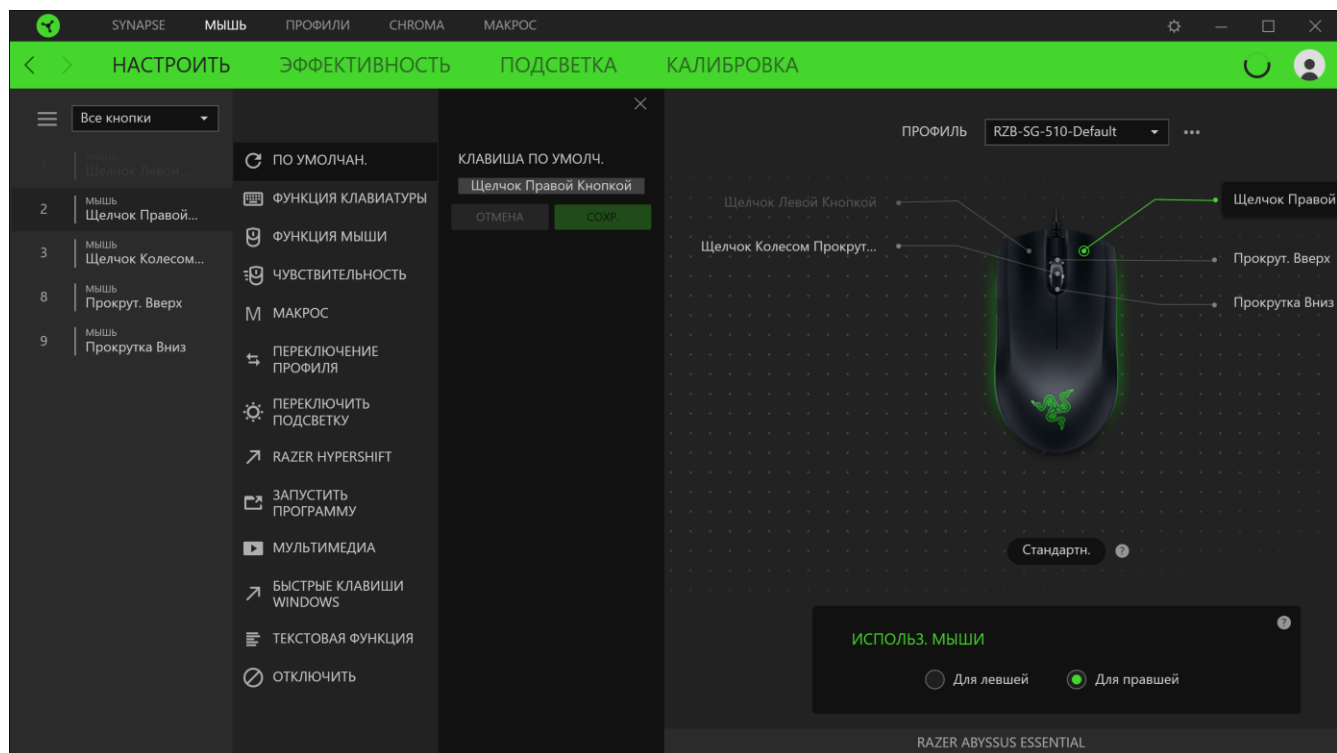 SYNAPSE МЫШЬ ПРОФИЛИ CHROMA МАКРОС
НАСТРОИТЬ ЭФФЕКТИВНОСТЬ ПОДСВЕТКА КАЛИБРОВКА
Все кнопки
1 МЫШЬ
Щелчок Левой...
2 МЫШЬ
Щелчок Правой...
3 МЫШЬ
Щелчок Колесом...
8 МЫШЬ
Прокрут. Вверх
9 МЫШЬ
Прокрутка Вниз
ПО УМОЛЧАН.
ФУНКЦИЯ КЛАВИАТУРЫ
ФУНКЦИЯ МЫШИ
ЧУВСТВИТЕЛЬНОСТЬ
МАКРОС
ПЕРЕКЛЮЧЕНИЕ
ПРОФИЛЯ
ПЕРЕКЛЮЧИТЬ
ПОДСВЕТКУ
RAZER HYPERSHIFT
ЗАПУСТИТЬ
ПРОГРАММУ
МУЛЬТИМЕДИА
БЫСТРЫЕ КЛАВИШИ
WINDOWS
ТЕКСТОВАЯ ФУНКЦИЯ
ОТКЛЮЧИТЬ
КЛАВИША ПО УМОЛЧ.
Щелчок Правой Кнопкой
ОТМЕНА СОХР.
ПРОФИЛЬ RZB-SG-510-Default
Щелчок Левой Кнопкой
Щелчок Правой
Щелчок Колесом Прокрут...
Прокрут. Вверх
Прокрутка Вниз
Стандартн. ?
ИСПОЛЬЗ. МЫШИ ?
Для левшей Для правшей
RAZER ABYSSUS ESSENTIAL